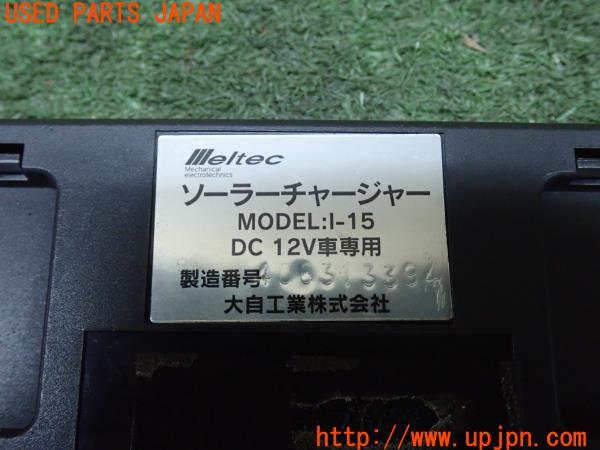 USED PARTS JAPAN
Meltec
Mechanical
electrotechnics
ソーラーチャージャー
MODEL:I-15
DC 12V車専用
製造番号
大自工業株式会社
http://www.upjpn.com/